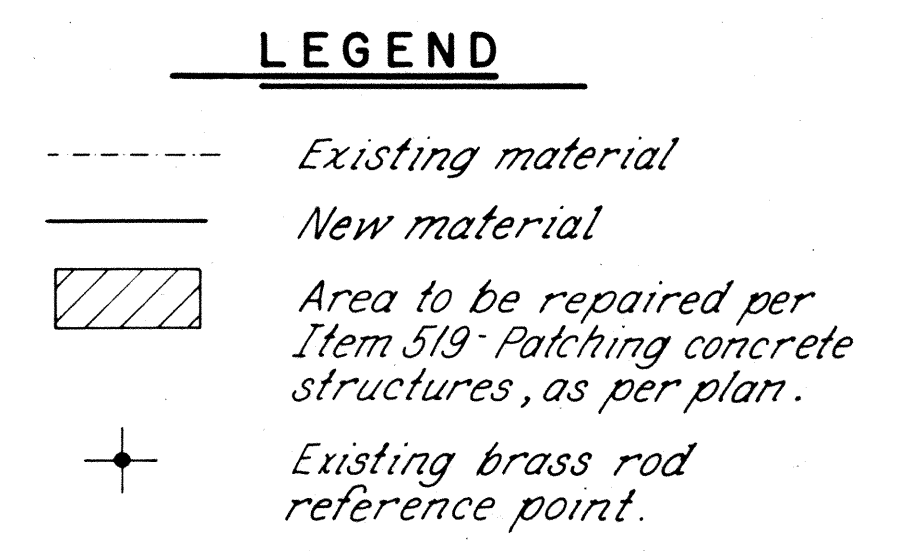 LEGEND
Existing material
New material
Area to be repaired per
Item 519 - Patching concrete
structures, as per plan.
Existing brass rod
reference point.